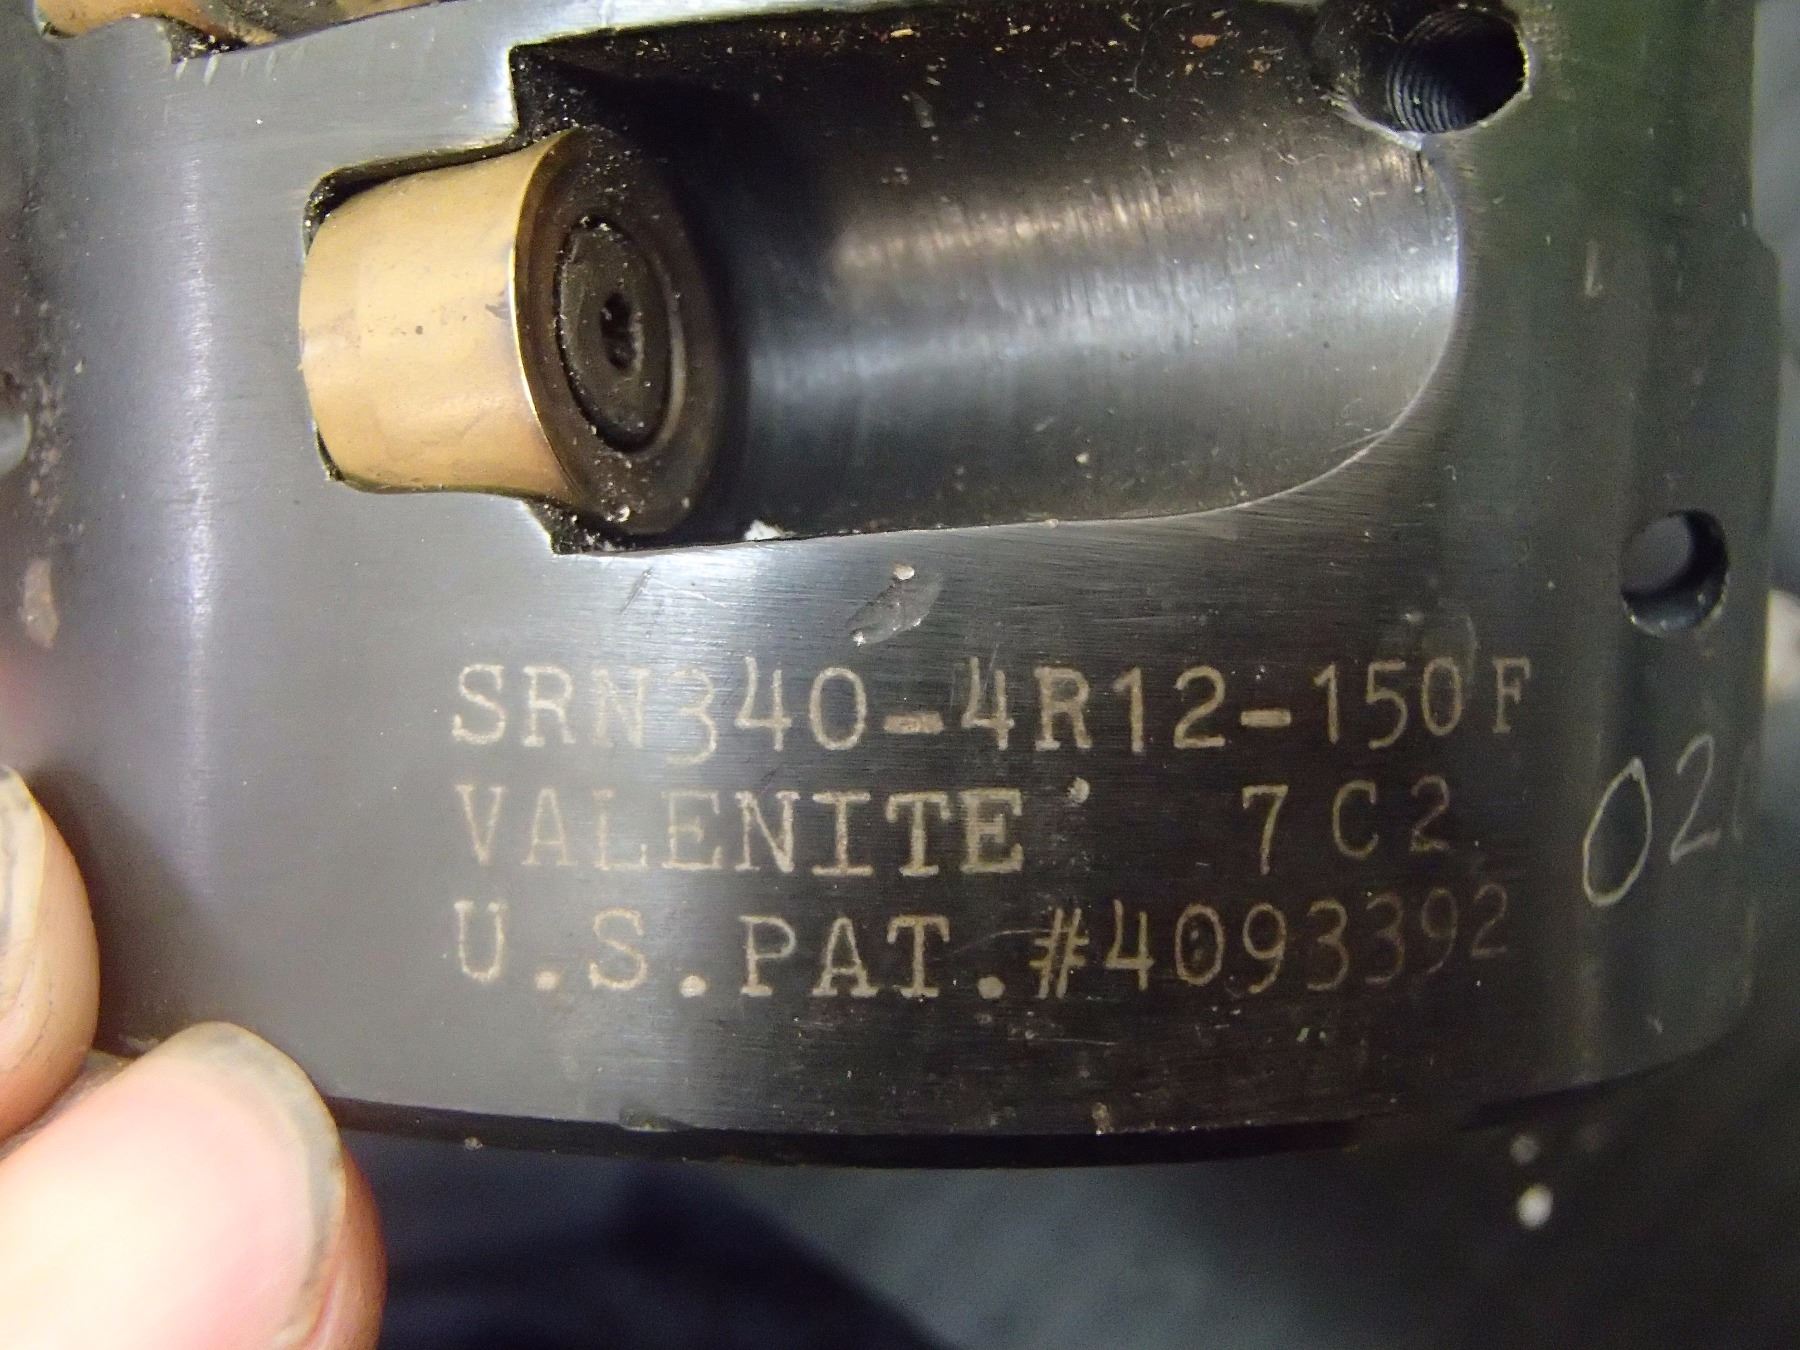 SRN340-4R12-150F
VALENITE 7C2
U.S.PAT.#4093392